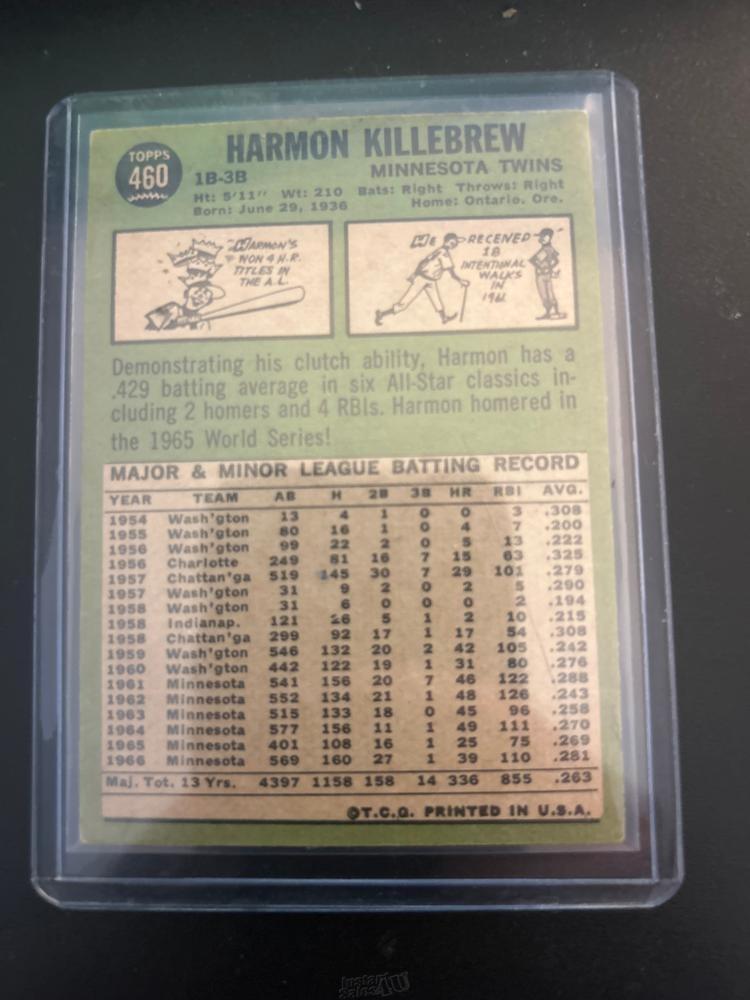 HARMON KILLEBREW
TOPPS
460
1B-3B
MINNESOTA TWINS
Ht: 5'11" Wt: 210 Bats: Right Throws: Right
Born: June 29, 1936 Home: Ontario, Ore.
HARMON'S
WON 4 H.R.
TITLES IN
THE A.L.
HE RECEIVED
18
INTENTIONAL
WALKS
IN
1966.
Demonstrating his clutch ability, Harmon has a
.429 batting average in six All-Star classics in-
cluding 2 homers and 4 RBIs. Harmon homered in
the 1965 World Series!
MAJOR & MINOR LEAGUE BATTING RECORD
YEAR TEAM AB H 2B 3B HR RBI AVG.
1954 Wash'gton 13 4 1 0 0 3 .308
1955 Wash'gton 80 16 1 0 4 7 .200
1956 Wash'gton 99 22 2 0 5 13 .222
1956 Charlotte 249 81 16 7 15 63 .325
1957 Chattan'ga 519 145 30 7 29 101 .279
1957 Wash'gton 31 9 2 0 2 5 .290
1958 Wash'gton 31 6 0 0 0 2 .194
1958 Indianap. 121 26 5 1 2 10 .215
1958 Chattan'ga 299 92 17 1 17 54 .308
1959 Wash'gton 546 132 20 2 42 105 .242
1960 Wash'gton 442 122 19 1 31 80 .276
1961 Minnesota 541 156 20 7 46 122 .288
1962 Minnesota 552 134 21 1 48 126 .243
1963 Minnesota 515 133 18 0 45 96 .258
1964 Minnesota 577 156 11 1 49 111 .270
1965 Minnesota 401 108 16 1 25 75 .269
1966 Minnesota 569 160 27 1 39 110 .281
Maj. Tot. 13 Yrs. 4397 1158 158 14 336 855 .263
©T.C.G. PRINTED IN U.S.A.